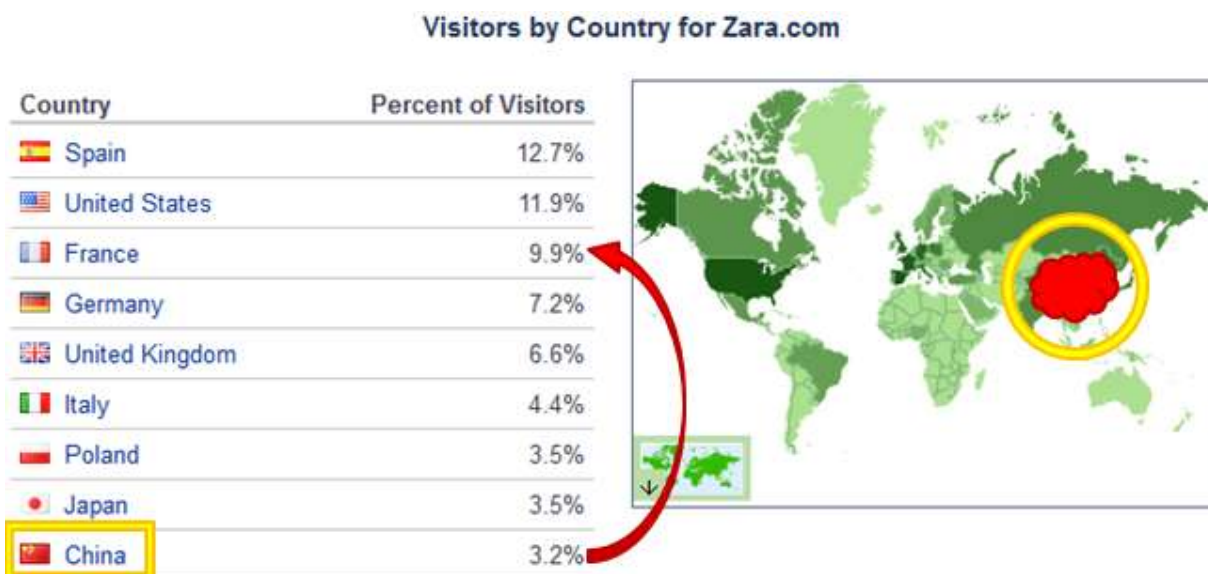 Visitors by Country for Zara.com
Country Percent of Visitors
Spain 12.7%
United States 11.9%
France 9.9%
Germany 7.2%
United Kingdom 6.6%
Italy 4.4%
Poland 3.5%
Japan 3.5%
China 3.2%